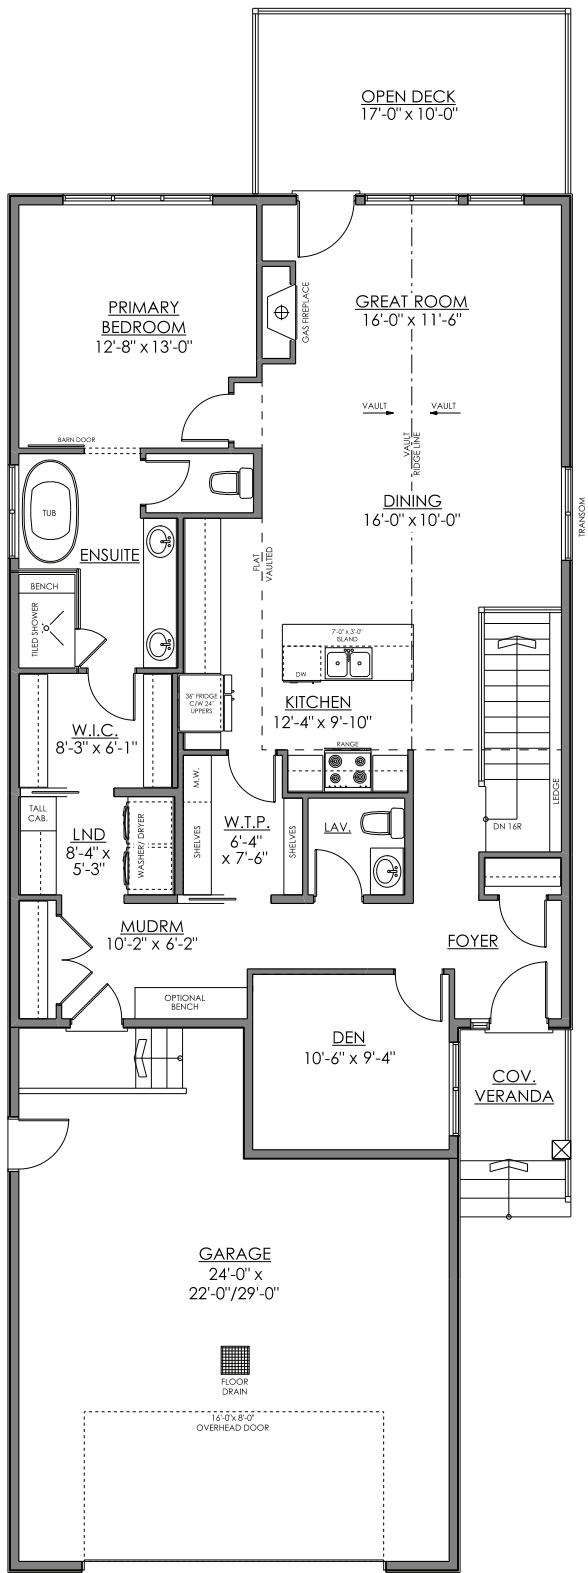 OPEN DECK
17'-0" x 10'-0"
GAS FIREPLACE
GREAT ROOM
16'-0" x 11'-6"
PRIMARY
BEDROOM
12'-8" x 13'-0"
VAULT
VAULT
VAULT
RIDGE LINE
BARN DOOR
DINING
16'-0" x 10'-0"
TRANSOM
TUB
ENSUITE
FLAT
VAULTED
BENCH
TILED SHOWER
7'-0" x 3'-0"
ISLAND
DW
36" FRIDGE
C/W 24"
UPPERS
KITCHEN
12'-4" x 9'-10"
W.I.C.
8'-3" x 6'-1"
RANGE
M.W.
LEDGE
TALL
CAB.
LND
8'-4" x
5'-3"
WASHER/ DRYER
SHELVES
W.T.P.
6'-4"
x 7'-6"
SHELVES
LAV.
DN 16R
MUDRM
10'-2" x 6'-2"
FOYER
OPTIONAL
BENCH
DEN
10'-6" x 9'-4"
COV.
VERANDA
GARAGE
24'-0" x
22'-0"/29'-0"
FLOOR
DRAIN
16'-0"x 8'-0"
OVERHEAD DOOR